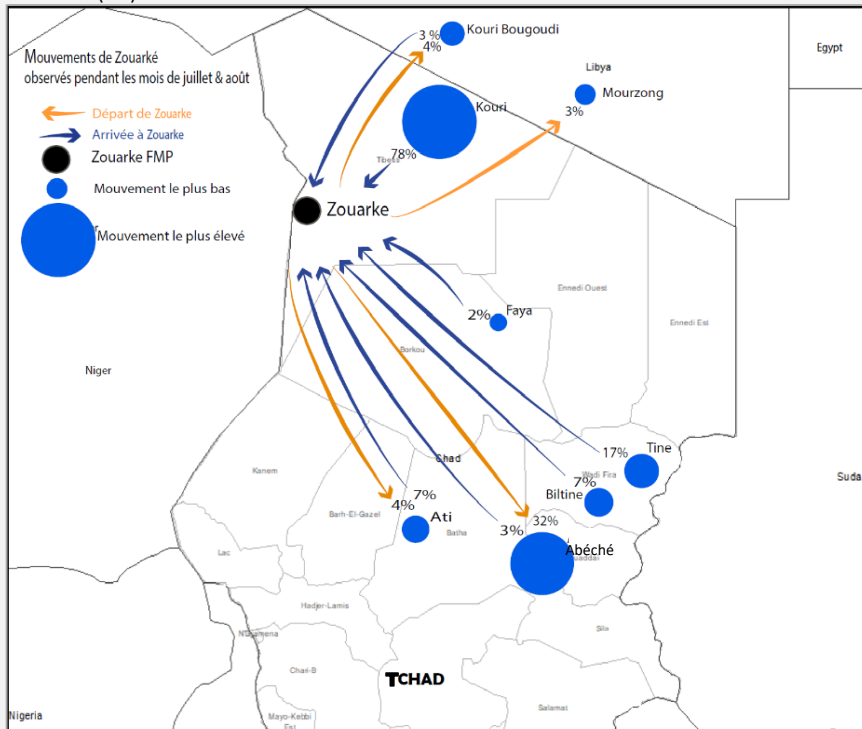 3 %
Kouri Bougoudi
Egypt
Mouvements de Zouarké
observés pendant les mois de juillet & août
4%
Libya
Mourzong
3%
Départ de Zouarke
Kouri
Arrivée à Zouarke
Zouarke FMP
78%
Mouvement le plus bas
Zouarke
Mouvement le plus élevé
Ennedi Ouest
2%
Faya
Ennedi Est
Borkou
Niger
Tine
17%
Chad
Kanem
Wadi Fira
Suda
7%
Biltine
7%
4%
Barh-El-Gazel
Ati
3%
32%
Batha
Abéché
Lac
Hadjer-Lamis
Sila
Chari-B
TCHAD
Salamat
Nigeria
Mayo-Kebbi
Est